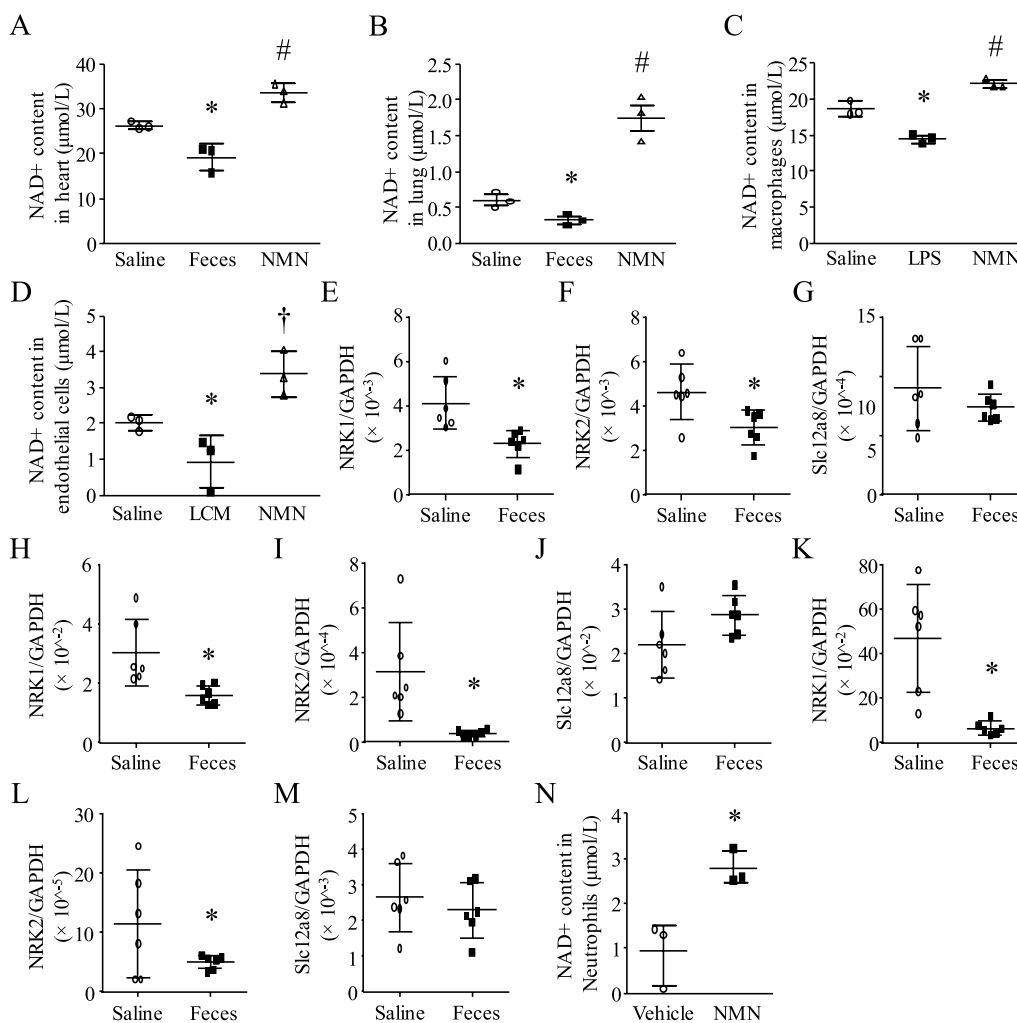 A
NAD+ content
in heart (μmol/L)
40
30
20
10
0
*
#
Saline Feces NMN
B
NAD+ content
in lung (μmol/L)
2.5
2.0
1.5
1.0
0.5
0.0
*
#
Saline Feces NMN
C
NAD+ content in
macrophages (μmol/L)
25
20
15
10
5
0
*
#
Saline LPS NMN
D
NAD+ content in
endothelial cells (μmol/L)
5
4
3
2
1
0
*
†
Saline LCM NMN
E
NRK1/GAPDH
(× 10^-3)
8
6
4
2
0
*
Saline Feces
F
NRK2/GAPDH
(× 10^-3)
8
6
4
2
0
*
Saline Feces
G
Slc12a8/GAPDH
(× 10^-4)
15
10
5
0
Saline Feces
H
NRK1/GAPDH
(× 10^-2)
6
4
2
0
*
Saline Feces
I
NRK2/GAPDH
(× 10^-4)
8
6
4
2
0
*
Saline Feces
J
Slc12a8/GAPDH
(× 10^-2)
4
3
2
1
0
Saline Feces
K
NRK1/GAPDH
(× 10^-2)
80
60
40
20
0
*
Saline Feces
L
NRK2/GAPDH
(× 10^-5)
30
20
10
0
*
Saline Feces
M
Slc12a8/GAPDH
(× 10^-3)
5
4
3
2
1
0
Saline Feces
N
NAD+ content in
Neutrophils (μmol/L)
4
3
2
1
0
*
Vehicle NMN